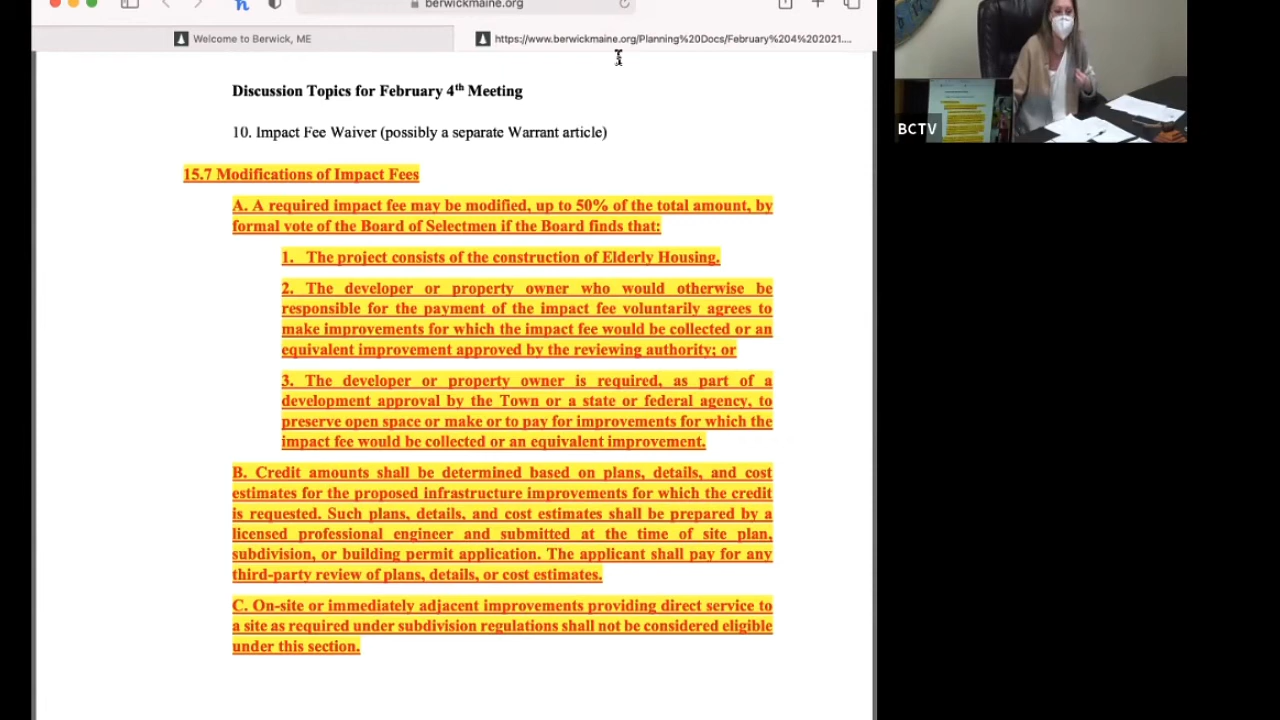 berwickmaine.org
Welcome to Berwick, ME
https://www.berwickmaine.org/Planning%20Docs/February%204%202021....
Discussion Topics for February 4th Meeting
10. Impact Fee Waiver (possibly a separate Warrant article)
15.7 Modifications of Impact Fees
A. A required impact fee may be modified, up to 50% of the total amount, by
formal vote of the Board of Selectmen if the Board finds that:
1. The project consists of the construction of Elderly Housing.
2. The developer or property owner who would otherwise be
responsible for the payment of the impact fee voluntarily agrees to
make improvements for which the impact fee would be collected or an
equivalent improvement approved by the reviewing authority; or
3. The developer or property owner is required, as part of a
development approval by the Town or a state or federal agency, to
preserve open space or make or to pay for improvements for which the
impact fee would be collected or an equivalent improvement.
B. Credit amounts shall be determined based on plans, details, and cost
estimates for the proposed infrastructure improvements for which the credit
is requested. Such plans, details, and cost estimates shall be prepared by a
licensed professional engineer and submitted at the time of site plan,
subdivision, or building permit application. The applicant shall pay for any
third-party review of plans, details, or cost estimates.
C. On-site or immediately adjacent improvements providing direct service to
a site as required under subdivision regulations shall not be considered eligible
under this section.
BCTV